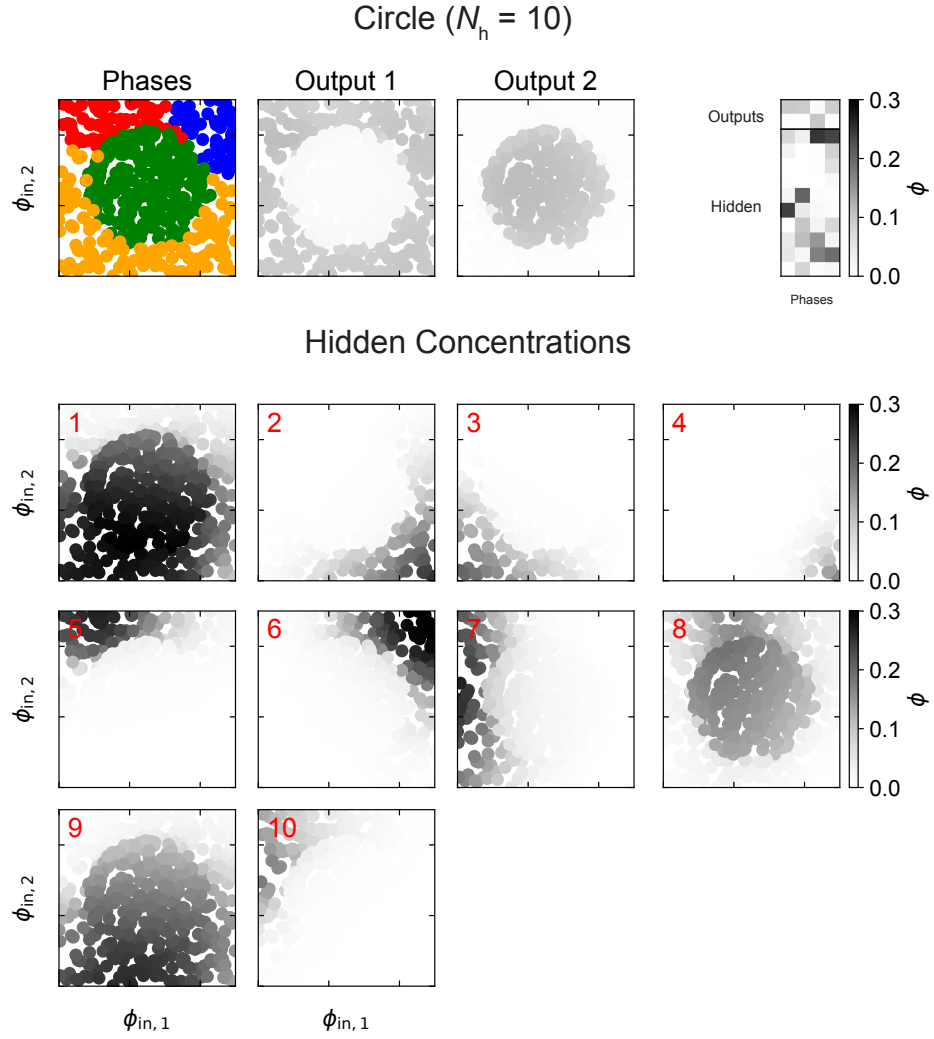 Circle (N_h = 10)
Phases
Output 1
Output 2
ϕ_in, 2
Outputs
Hidden
Phases
0.3
0.2
0.1
0.0
ϕ
Hidden Concentrations
1
2
3
4
ϕ_in, 2
0.3
0.2
0.1
0.0
ϕ
5
6
7
8
ϕ_in, 2
0.3
0.2
0.1
0.0
ϕ
9
10
ϕ_in, 2
ϕ_in, 1
ϕ_in, 1